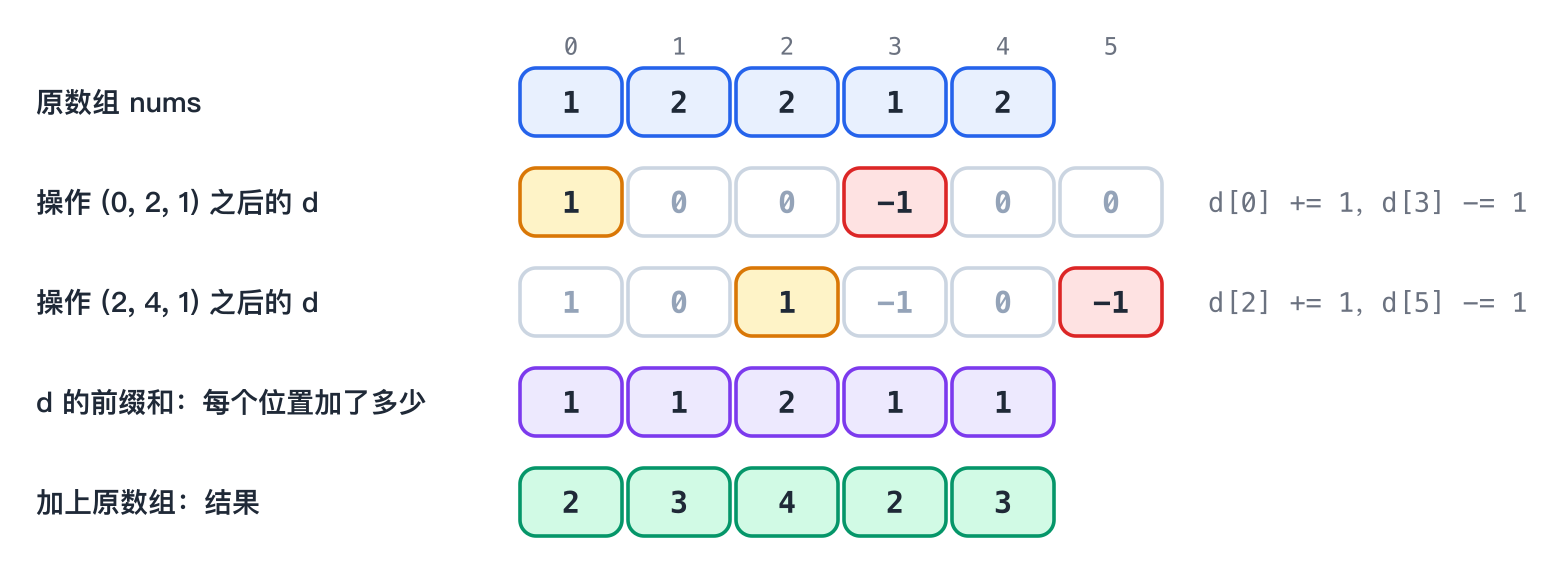 0 1 2 3 4 5
原数组 nums 1 2 2 1 2
操作 (0, 2, 1) 之后的 d 1 0 0 −1 0 0 d[0] += 1, d[3] −= 1
操作 (2, 4, 1) 之后的 d 1 0 1 −1 0 −1 d[2] += 1, d[5] −= 1
d 的前缀和：每个位置加了多少 1 1 2 1 1
加上原数组：结果 2 3 4 2 3